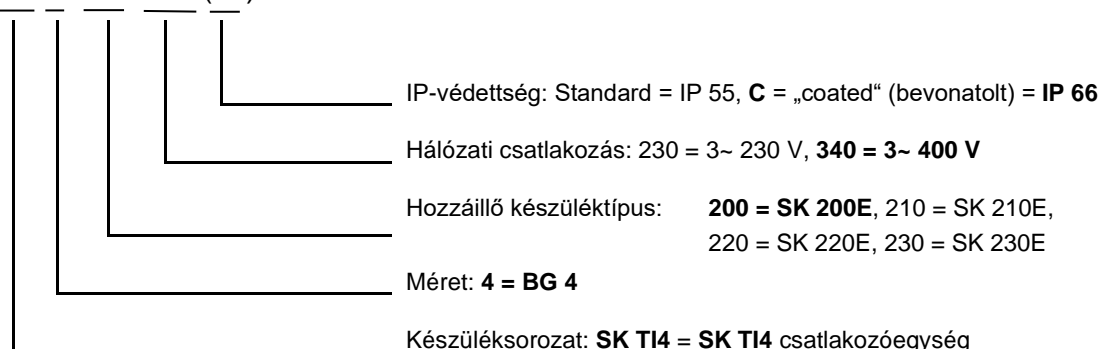 IP-védettség: Standard = IP 55, C = „coated“ (bevonatolt) = IP 66
Hálózati csatlakozás: 230 = 3~ 230 V, 340 = 3~ 400 V
Hozzáillő készüléktípus: 200 = SK 200E, 210 = SK 210E,
220 = SK 220E, 230 = SK 230E
Méret: 4 = BG 4
Készüléksorozat: SK TI4 = SK TI4 csatlakozóegység